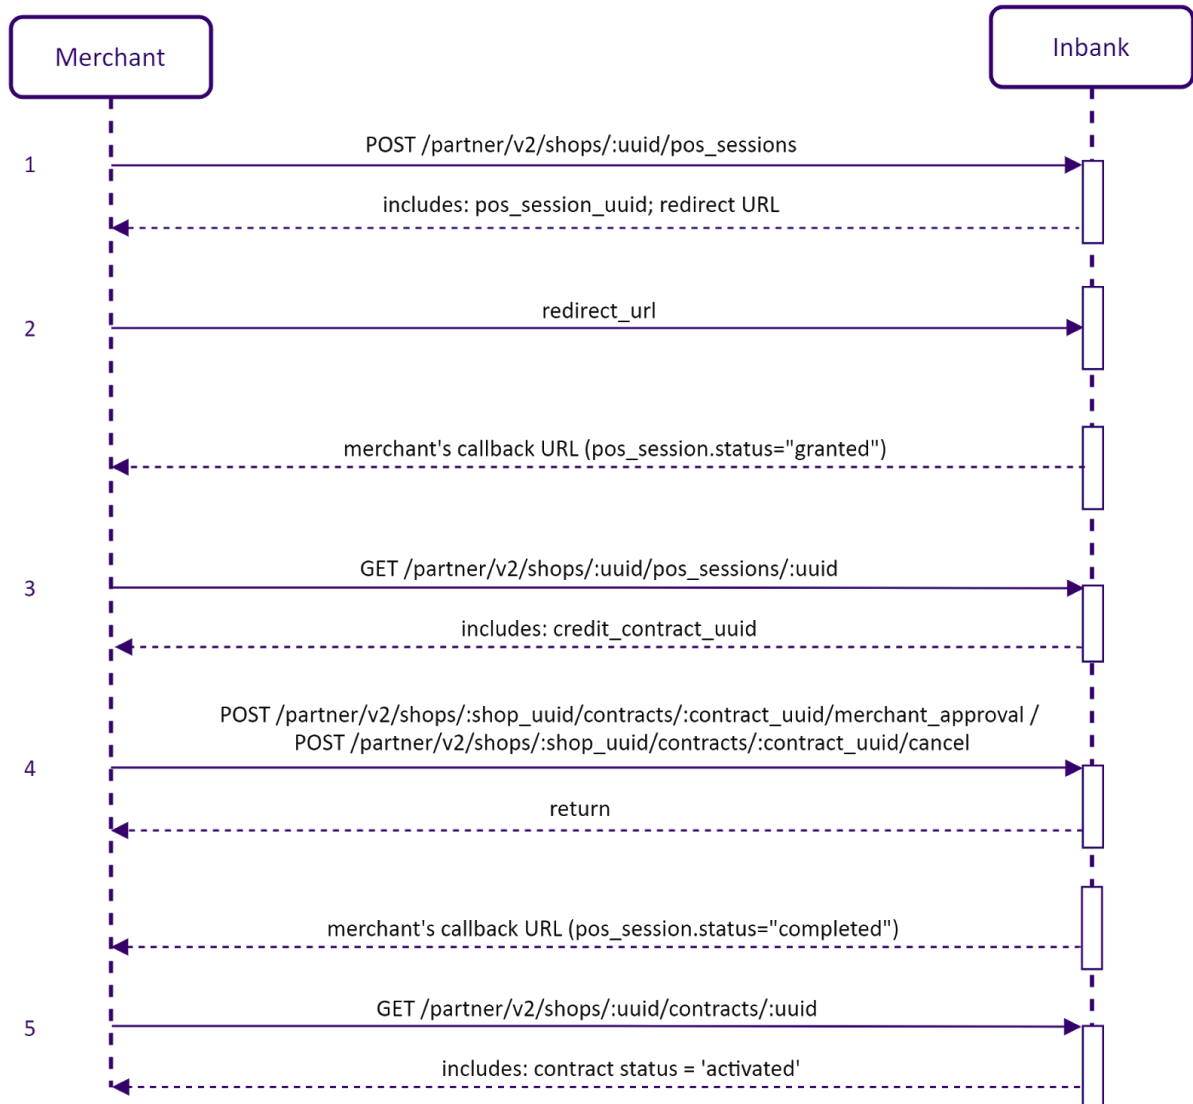 Merchant
Inbank
POST /partner/v2/shops/:uuid/pos_sessions
1
includes: pos_session_uuid; redirect URL
redirect_url
2
merchant's callback URL (pos_session.status="granted")
GET /partner/v2/shops/:uuid/pos_sessions/:uuid
3
includes: credit_contract_uuid
POST /partner/v2/shops/:shop_uuid/contracts/:contract_uuid/merchant_approval /
POST /partner/v2/shops/:shop_uuid/contracts/:contract_uuid/cancel
4
return
merchant's callback URL (pos_session.status="completed")
GET /partner/v2/shops/:uuid/contracts/:uuid
5
includes: contract status = 'activated'